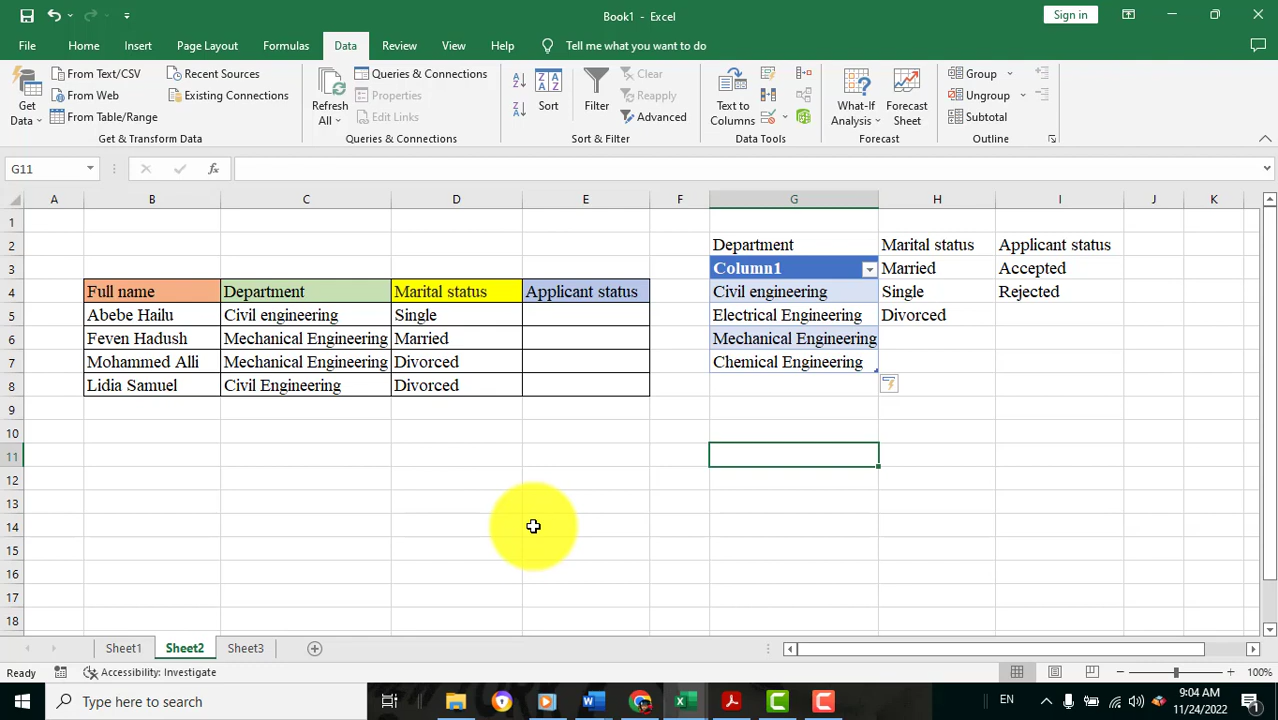 Book1 - Excel
Sign in
File Home Insert Page Layout Formulas Data Review View Help Tell me what you want to do
Get Data
From Text/CSV
From Web
From Table/Range
Recent Sources
Existing Connections
Get & Transform Data
Refresh All
Queries & Connections
Properties
Edit Links
Queries & Connections
Sort
Filter
Clear
Reapply
Advanced
Sort & Filter
Text to Columns
Data Tools
What-If Analysis
Forecast Sheet
Forecast
Group
Ungroup
Subtotal
Outline
G11
fx
A B C D E F G H I J K
1
2 Department Marital status Applicant status
3 Column1 Married Accepted
4 Full name Department Marital status Applicant status Civil engineering Single Rejected
5 Abebe Hailu Civil engineering Single Electrical Engineering Divorced
6 Feven Hadush Mechanical Engineering Married Mechanical Engineering
7 Mohammed Alli Mechanical Engineering Divorced Chemical Engineering
8 Lidia Samuel Civil Engineering Divorced
9
10
11
12
13
14
15
16
17
18
Sheet1 Sheet2 Sheet3
Ready Accessibility: Investigate 100%
Type here to search
EN
9:04 AM
11/24/2022